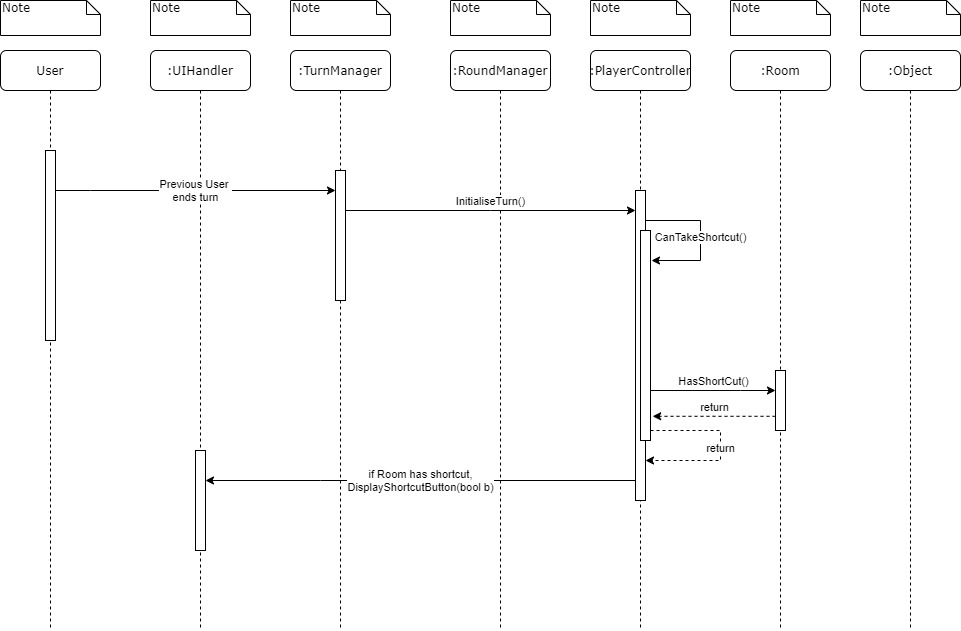 Note
Note
Note
Note
Note
Note
Note
User
:UIHandler
:TurnManager
:RoundManager
:PlayerController
:Room
:Object
Previous User
ends turn
InitialiseTurn()
CanTakeShortcut()
HasShortCut()
return
return
if Room has shortcut,
DisplayShortcutButton(bool b)